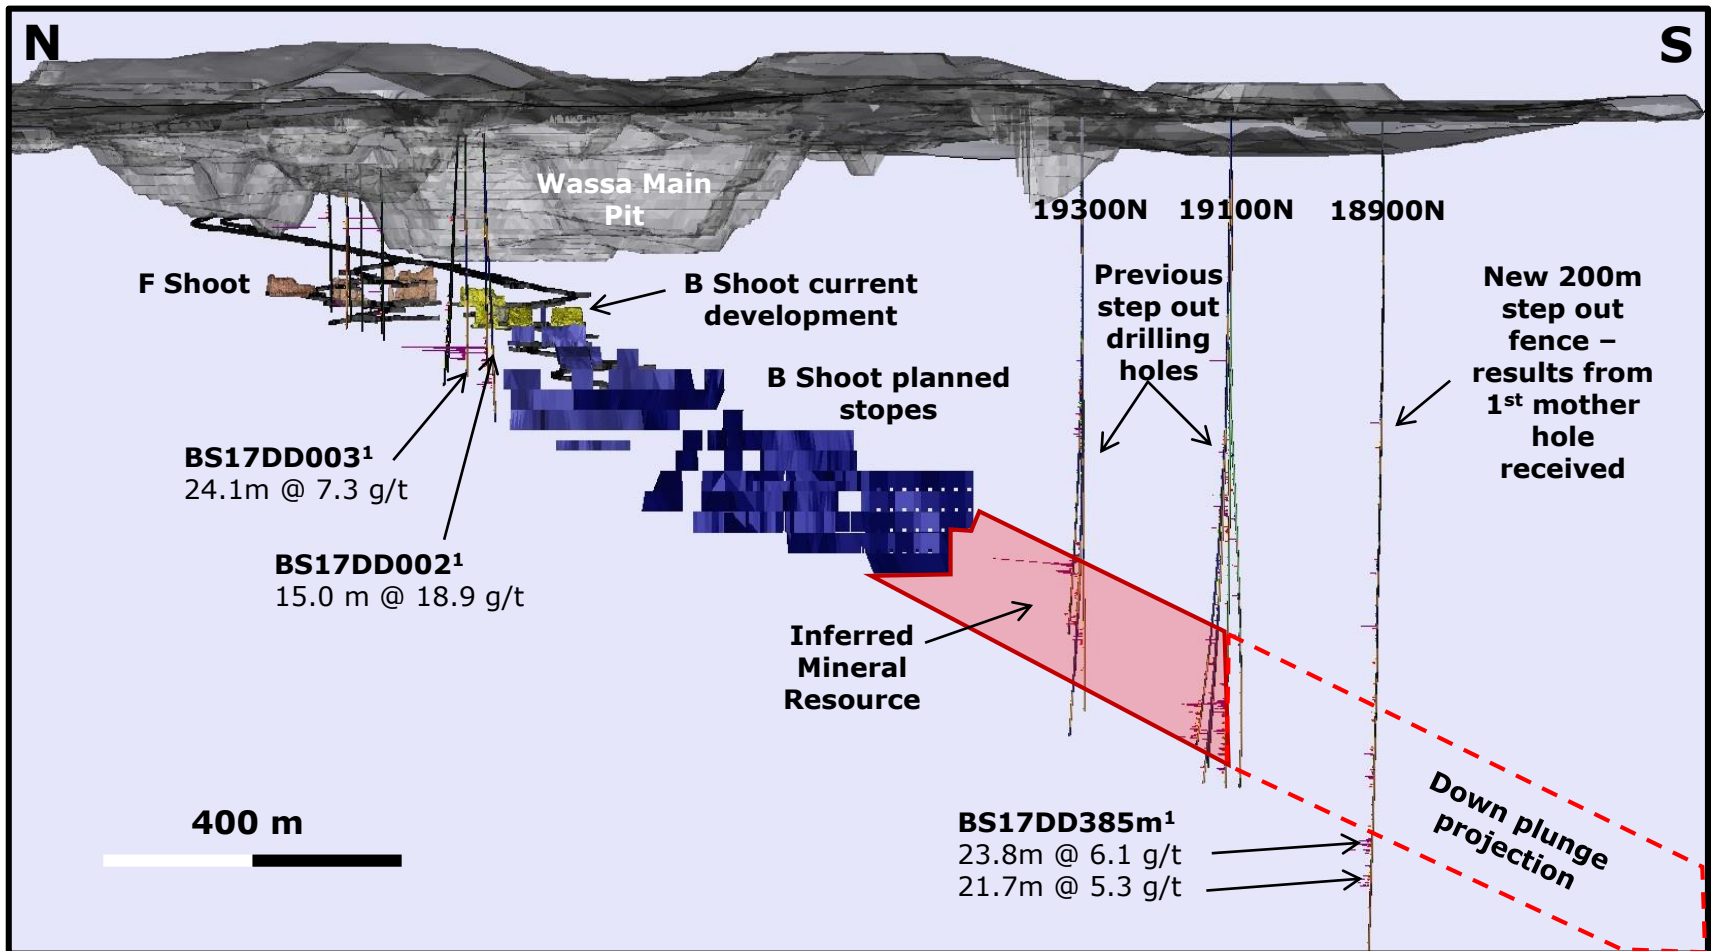 N
S
Wassa Main
Pit
19300N
19100N
18900N
F Shoot
B Shoot current
development
Previous
step out
drilling
holes
New 200m
step out
fence –
results from
1st mother
hole
received
B Shoot planned
stopes
BS17DD003¹
24.1m @ 7.3 g/t
BS17DD002¹
15.0 m @ 18.9 g/t
Inferred
Mineral
Resource
400 m
BS17DD385m¹
23.8m @ 6.1 g/t
21.7m @ 5.3 g/t
Down plunge
projection